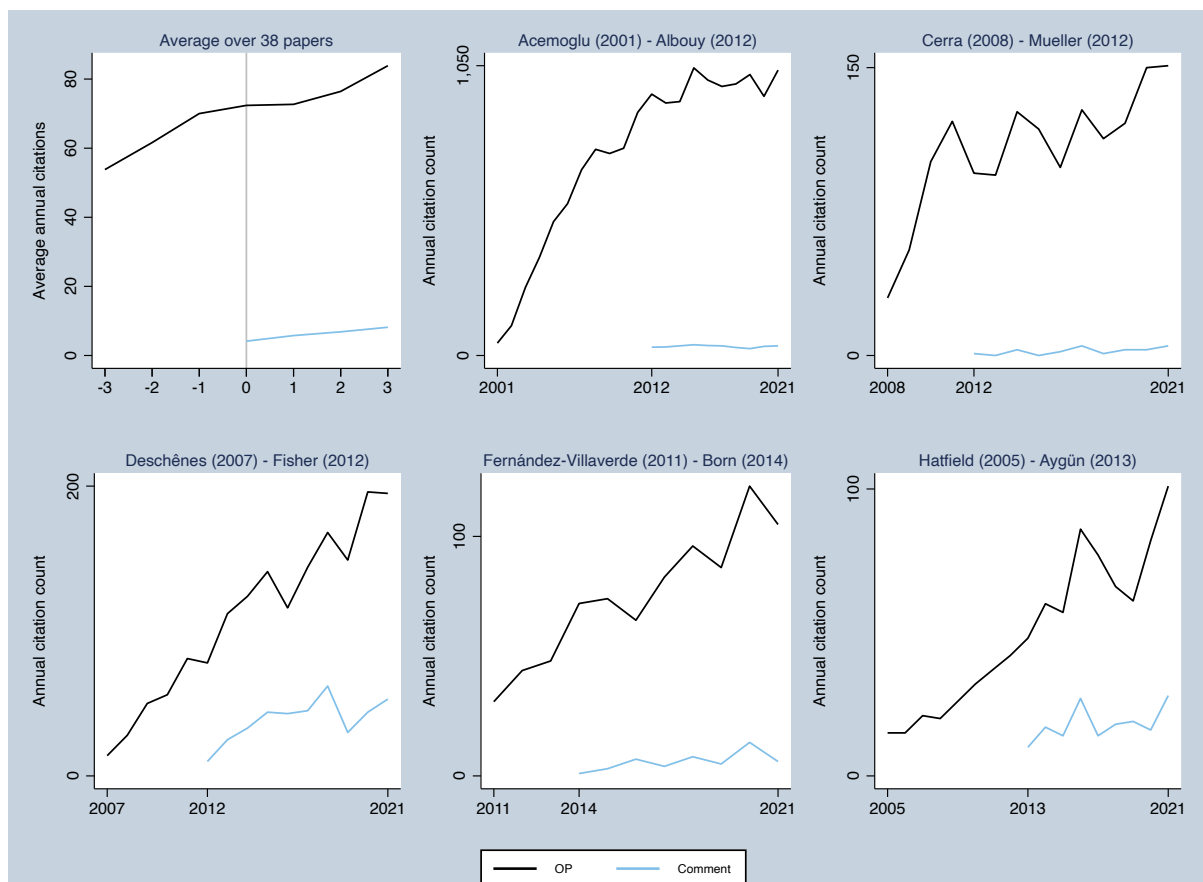 Average over 38 papers
Average annual citations
80
60
40
20
0
-3 -2 -1 0 1 2 3
Acemoglu (2001) - Albouy (2012)
Annual citation count
1,050
0
2001 2012 2021
Cerra (2008) - Mueller (2012)
Annual citation count
150
0
2008 2012 2021
Deschênes (2007) - Fisher (2012)
Annual citation count
200
0
2007 2012 2021
Fernández-Villaverde (2011) - Born (2014)
Annual citation count
100
0
2011 2014 2021
Hatfield (2005) - Aygün (2013)
Annual citation count
100
0
2005 2013 2021
OP Comment